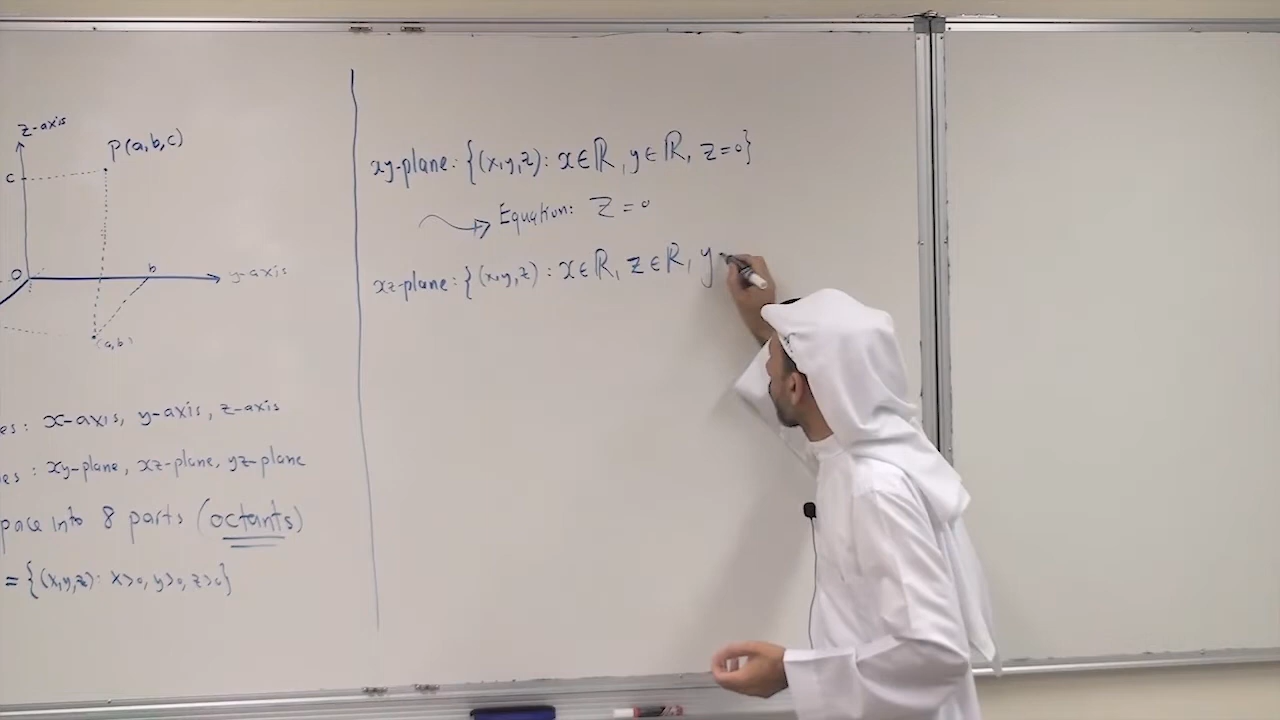 z-axis
P(a,b,c)
c
o
b
y-axis
(a,b)
es: x-axis, y-axis, z-axis
es: xy-plane, xz-plane, yz-plane
pace into 8 parts (octants)
= {(x,y,z): x>0, y>0, z>0}
xy-plane: {(x,y,z): x∈ℝ, y∈ℝ, z=0}
Equation: z=0
xz-plane: {(x,y,z): x∈ℝ, z∈ℝ, y